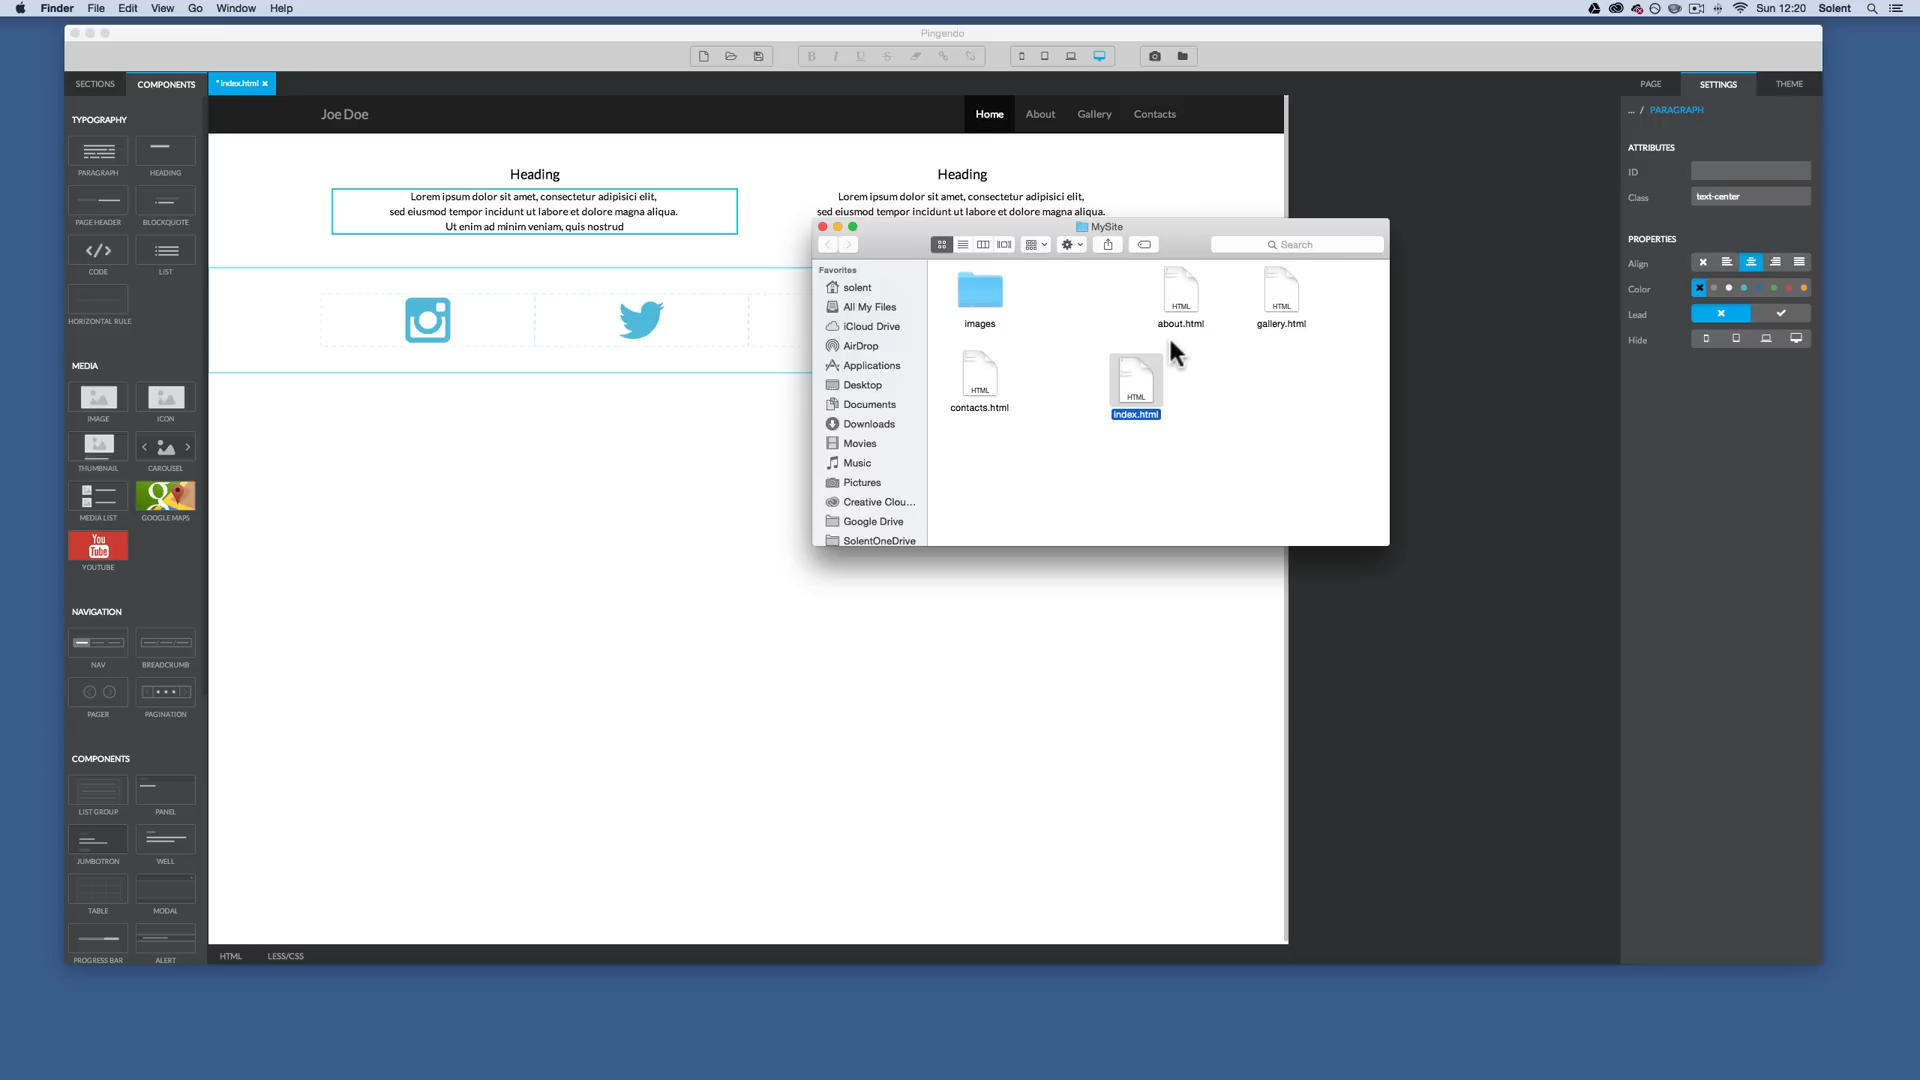 Finder File Edit View Go Window Help
Sun 12:20 Solent
Pingendo
SECTIONS COMPONENTS * index.html ×
PAGE SETTINGS THEME
TYPOGRAPHY
PARAGRAPH HEADING
PAGE HEADER BLOCKQUOTE
CODE LIST
HORIZONTAL RULE
MEDIA
IMAGE ICON
THUMBNAIL CAROUSEL
MEDIA LIST GOOGLE MAPS
You
Tube
YOUTUBE
NAVIGATION
NAV BREADCRUMB
PAGER PAGINATION
COMPONENTS
LIST GROUP PANEL
JUMBOTRON WELL
TABLE MODAL
PROGRESS BAR ALERT
Joe Doe
Home About Gallery Contacts
Heading
Lorem ipsum dolor sit amet, consectetur adipisici elit,
sed eiusmod tempor incidunt ut labore et dolore magna aliqua.
Ut enim ad minim veniam, quis nostrud
Heading
Lorem ipsum dolor sit amet, consectetur adipisici elit,
sed eiusmod tempor incidunt ut labore et dolore magna aliqua.
MySite
Search
Favorites
solent
All My Files
iCloud Drive
AirDrop
Applications
Desktop
Documents
Downloads
Movies
Music
Pictures
Creative Clou...
Google Drive
SolentOneDrive
images
HTML
about.html
HTML
gallery.html
HTML
contacts.html
HTML
index.html
HTML LESS/CSS
... / PARAGRAPH
ATTRIBUTES
ID
Class text-center
PROPERTIES
Align
Color
Lead
Hide